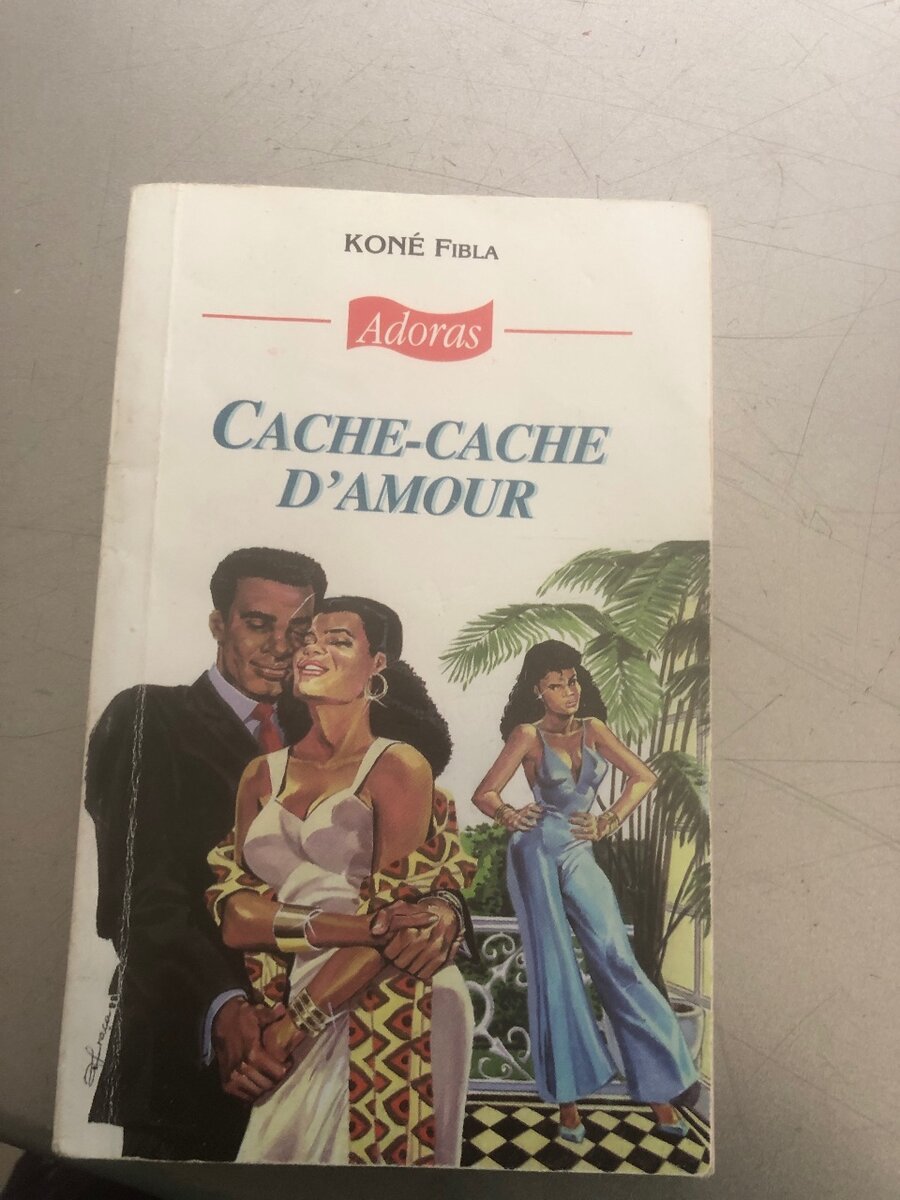 KONÉ FIBLA
Adoras
CACHE-CACHE
D'AMOUR